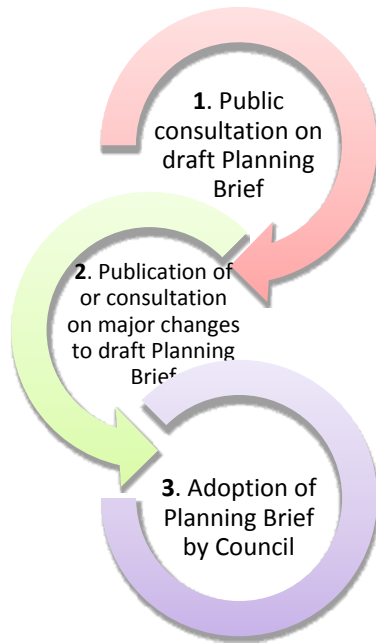 1. Public
consultation on
draft Planning
Brief
2. Publication of
or consultation
on major changes
to draft Planning
Brief
3. Adoption of
Planning Brief
by Council